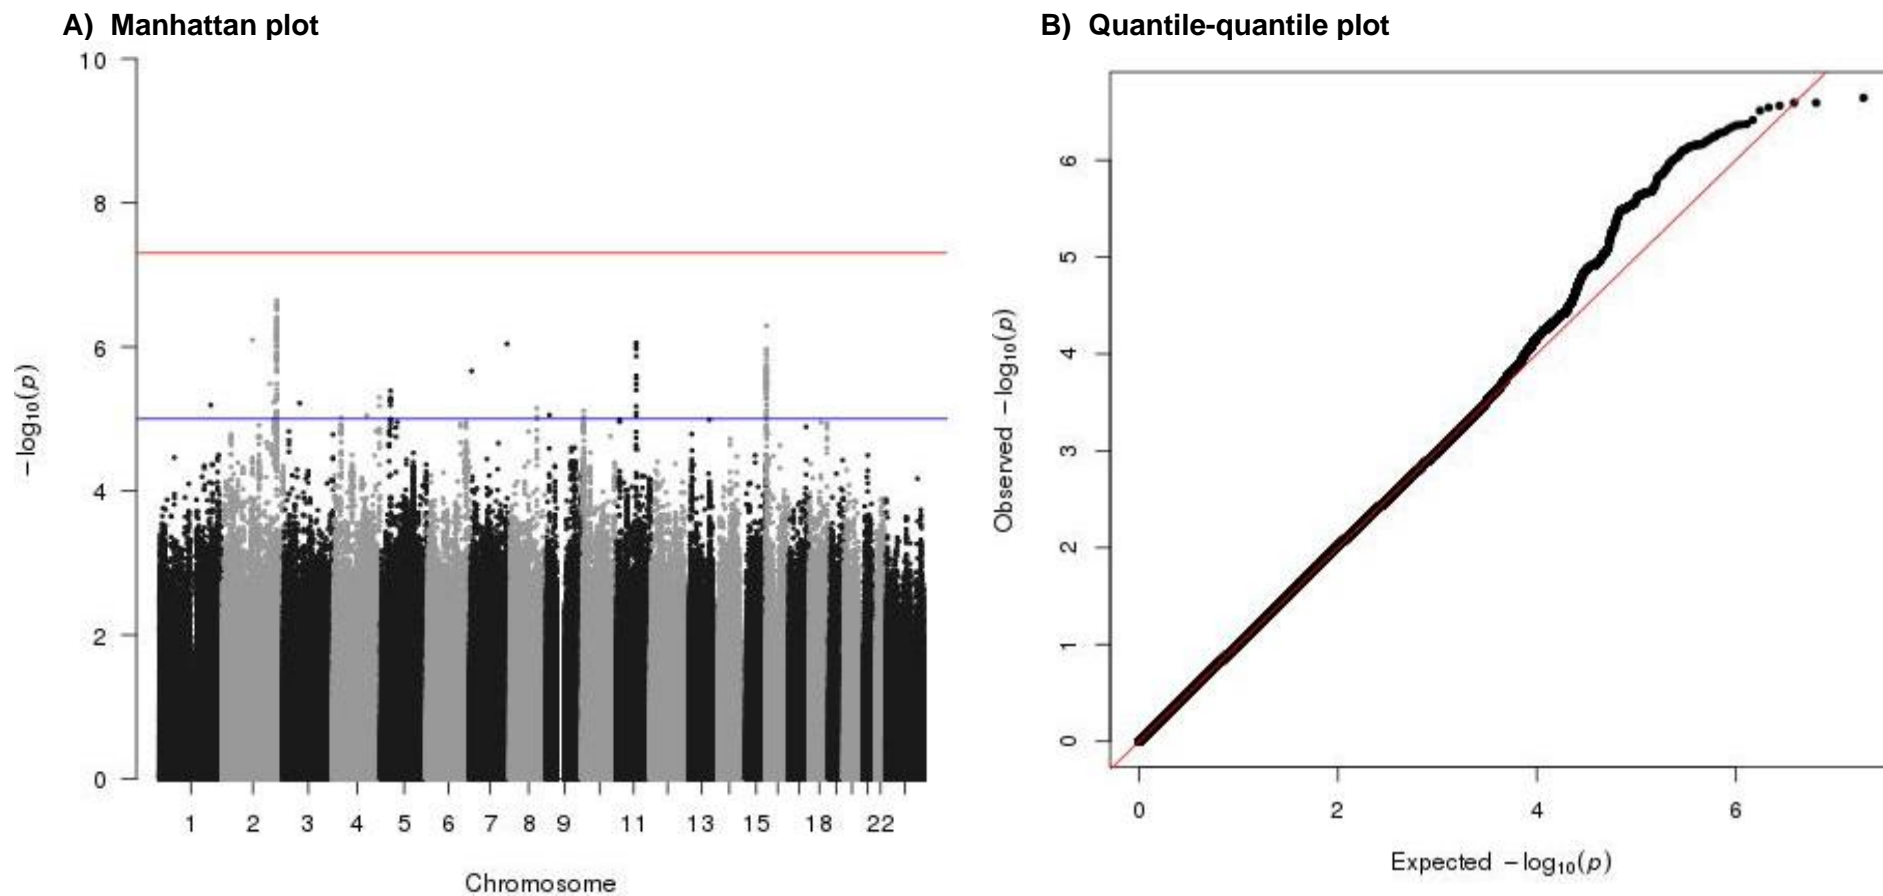 A) Manhattan plot
10
8
6
4
2
0
−log10(p)
1 2 3 4 5 6 7 8 9 11 13 15 18 22
Chromosome
B) Quantile-quantile plot
6
5
4
3
2
1
0
Observed −log10(p)
0 2 4 6
Expected −log10(p)